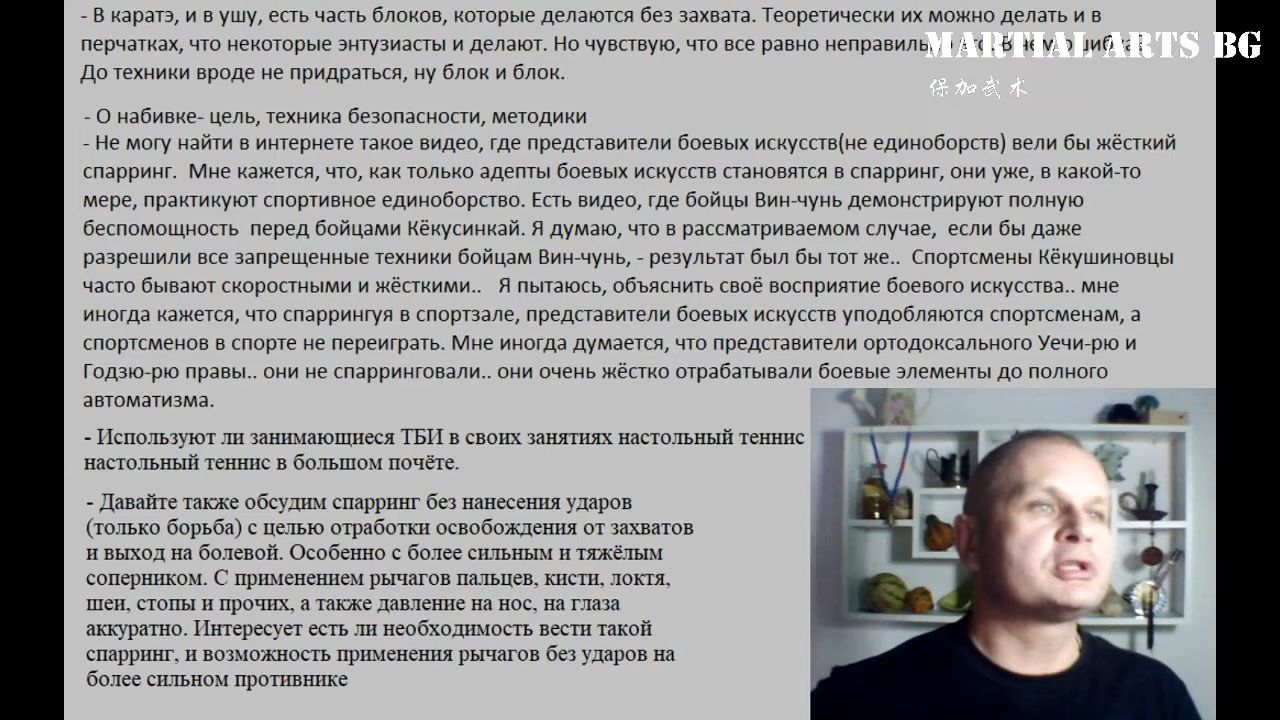 - В каратэ, и в ушу, есть часть блоков, которые делаются без захвата. Теоретически их можно делать и в
перчатках, что некоторые энтузиасты и делают. Но чувствую, что все равно
До техники вроде не придраться, ну блок и блок.
MARTIAL ARTS BG
保加武术
- О набивке- цель, техника безопасности, методики
- Не могу найти в интернете такое видео, где представители боевых искусств(не единоборств) вели бы жёсткий
спарринг. Мне кажется, что, как только адепты боевых искусств становятся в спарринг, они уже, в какой-то
мере, практикуют спортивное единоборство. Есть видео, где бойцы Вин-чунь демонстрируют полную
беспомощность перед бойцами Кёкусинкай. Я думаю, что в рассматриваемом случае, если бы даже
разрешили все запрещенные техники бойцам Вин-чунь, - результат был бы тот же.. Спортсмены Кёкушиновцы
часто бывают скоростными и жёсткими.. Я пытаюсь, объяснить своё восприятие боевого искусства.. мне
иногда кажется, что спаррингуя в спортзале, представители боевых искусств уподобляются спортсменам, а
спортсменов в спорте не переиграть. Мне иногда думается, что представители ортодоксального Уечи-рю и
Годзю-рю правы.. они не спарринговали.. они очень жёстко отрабатывали боевые элементы до полного
автоматизма.
- Используют ли занимающиеся ТБИ в своих занятиях настольный теннис
настольный теннис в большом почёте.
- Давайте также обсудим спарринг без нанесения ударов
(только борьба) с целью отработки освобождения от захватов
и выход на болевой. Особенно с более сильным и тяжёлым
соперником. С применением рычагов пальцев, кисти, локтя,
шеи, стопы и прочих, а также давление на нос, на глаза
аккуратно. Интересует есть ли необходимость вести такой
спарринг, и возможность применения рычагов без ударов на
более сильном противнике